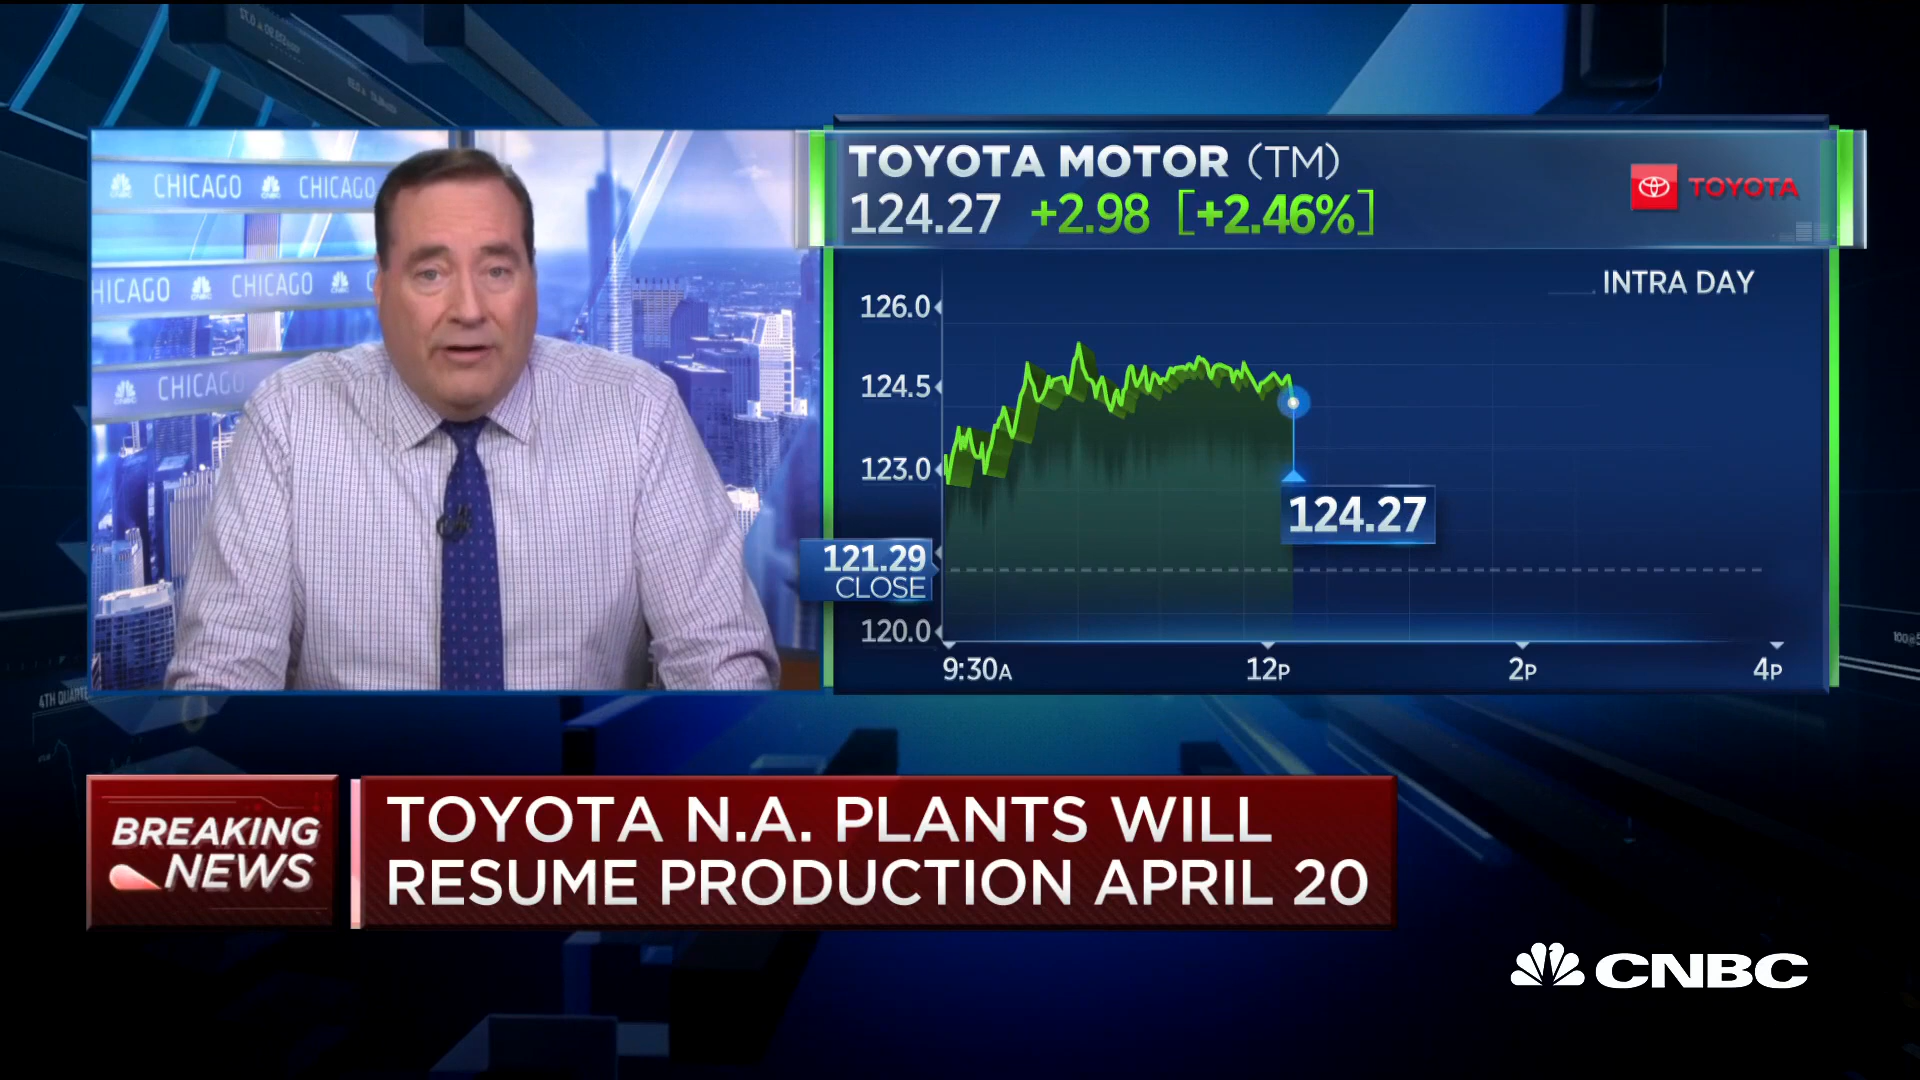 CHICAGO CHICAGO
HICAGO CHICAGO C
CHICAGO
TOYOTA MOTOR (TM)
124.27 +2.98 [+2.46%]
TOYOTA
INTRA DAY
126.0
124.5
123.0
124.27
121.29
CLOSE
120.0
9:30A 12P 2P 4P
4TH QUARTE
BREAKING
NEWS
TOYOTA N.A. PLANTS WILL
RESUME PRODUCTION APRIL 20
CNBC